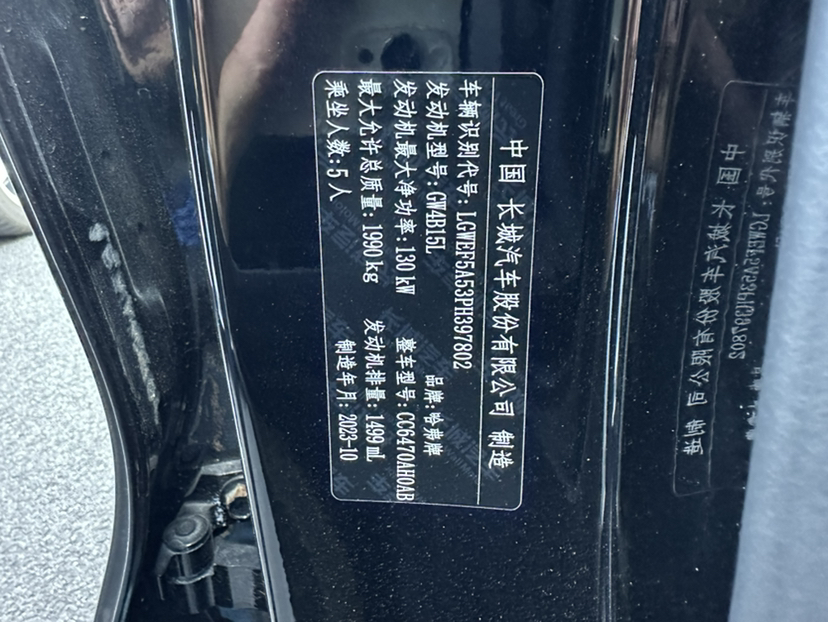 中国 长城汽车股份有限公司 制造
车辆识别代号: LGWEF5A53PH397802
品牌: 哈弗牌
发动机型号: GW4B15L
整车型号: CC6470AH0AB
发动机最大净功率: 130 kW
发动机排量: 1499 mL
最大允许总质量: 1990 kg
制造年月: 2023-10
乘坐人数: 5人